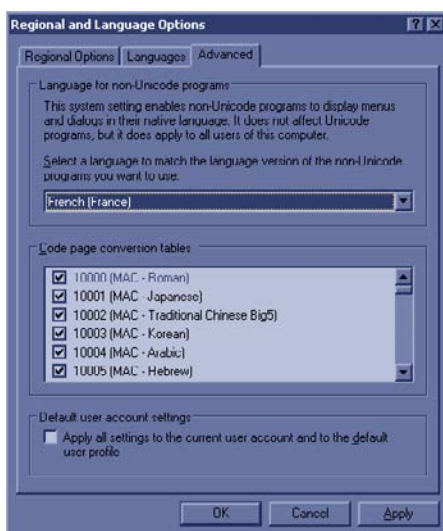 Regional and Language Options
Regional Options Languages Advanced
Language for non-Unicode programs
This system setting enables non-Unicode programs to display menus
and dialogs in their native language. It does not affect Unicode
programs, but it does apply to all users of this computer.
Select a language to match the language version of the non-Unicode
programs you want to use.
French (France)
Code page conversion tables
10000 (MAC - Roman)
10001 (MAC - Japanese)
10002 (MAC - Traditional Chinese Big5)
10003 (MAC - Korean)
10004 (MAC - Arabic)
10005 (MAC - Hebrew)
Default user account settings
Apply all settings to the current user account and to the default
user profile
OK Cancel Apply